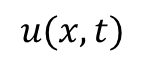 u(x, t)